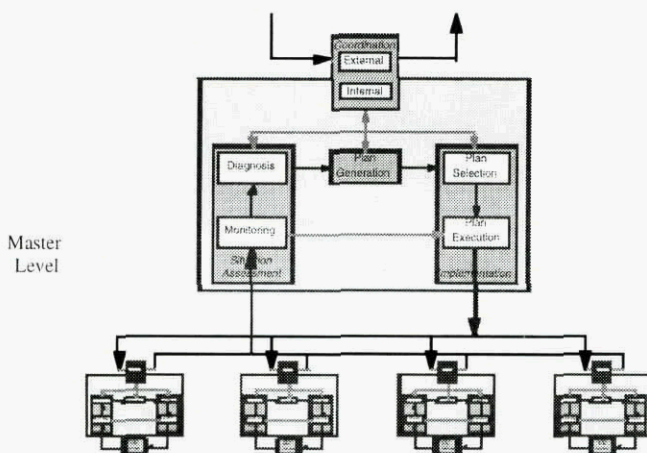 Coordination
External
Internal
Diagnosis
Plan
Generation
Plan
Selection
Monitoring
Plan
Execution
Situation
Assessment
Implementation
Master
Level